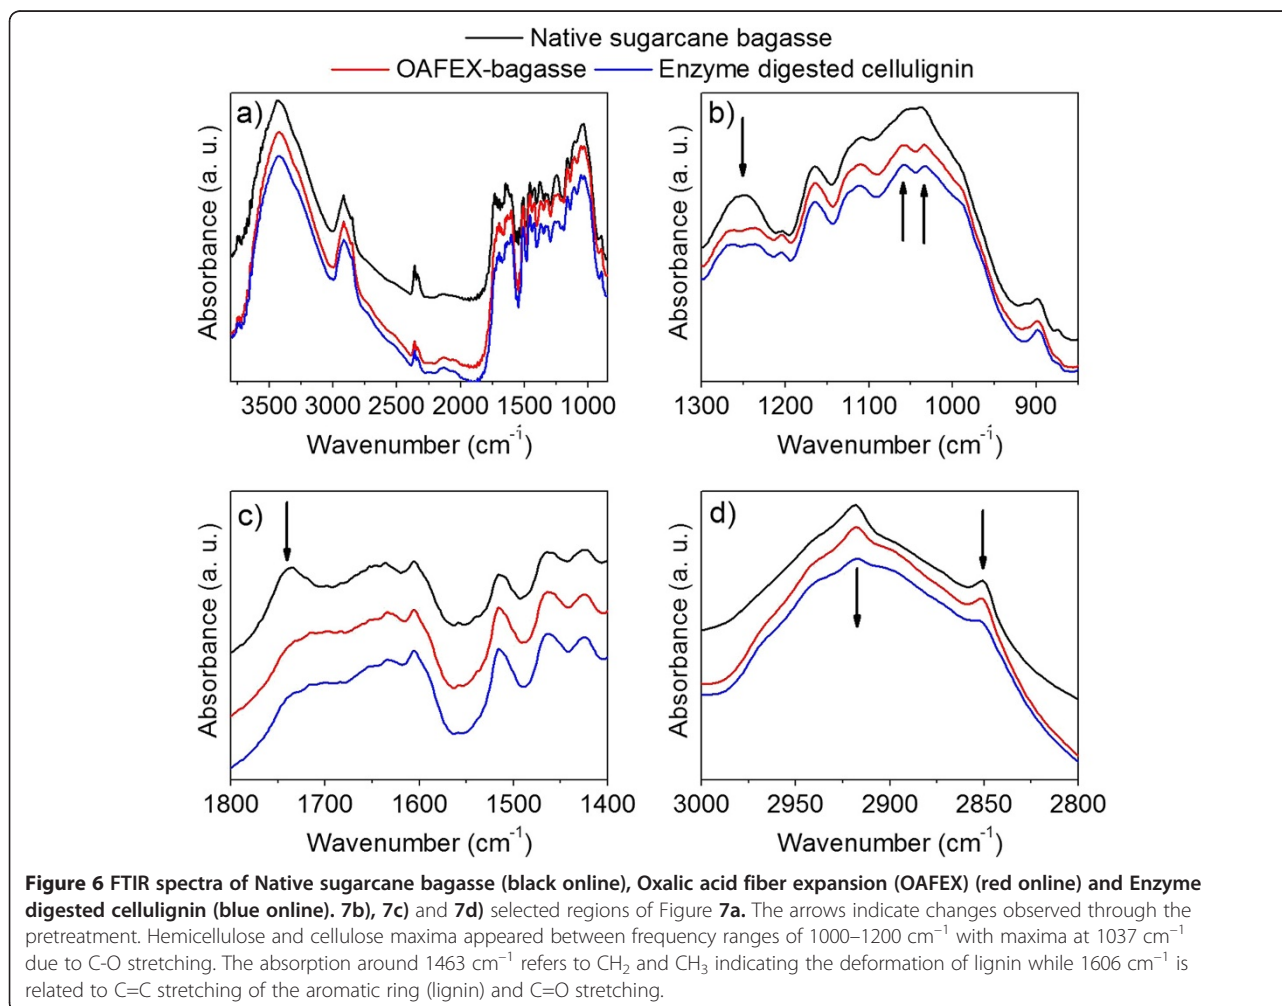 Native sugarcane bagasse
OAFEX-bagasse Enzyme digested cellulignin
a)
Absorbance (a. u.)
3500 3000 2500 2000 1500 1000
Wavenumber (cm⁻¹)
b)
Absorbance (a. u.)
1300 1200 1100 1000 900
Wavenumber (cm⁻¹)
c)
Absorbance (a. u.)
1800 1700 1600 1500 1400
Wavenumber (cm⁻¹)
d)
Absorbance (a. u.)
3000 2950 2900 2850 2800
Wavenumber (cm⁻¹)
Figure 6 FTIR spectra of Native sugarcane bagasse (black online), Oxalic acid fiber expansion (OAFEX) (red online) and Enzyme
digested cellulignin (blue online). 7b), 7c) and 7d) selected regions of Figure 7a. The arrows indicate changes observed through the
pretreatment. Hemicellulose and cellulose maxima appeared between frequency ranges of 1000–1200 cm⁻¹ with maxima at 1037 cm⁻¹
due to C-O stretching. The absorption around 1463 cm⁻¹ refers to CH₂ and CH₃ indicating the deformation of lignin while 1606 cm⁻¹ is
related to C=C stretching of the aromatic ring (lignin) and C=O stretching.